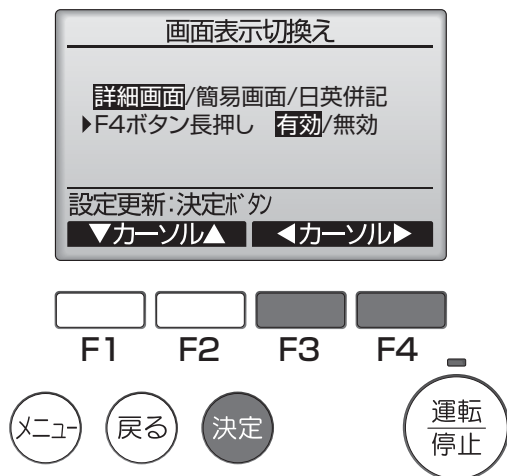 画面表示切換え
詳細画面/簡易画面/日英併記
▶F4ボタン長押し 有効/無効
設定更新:決定ボタン
▼カーソル▲ ◀カーソル▶
F1 F2 F3 F4
メニュー 戻る 決定 運転
停止